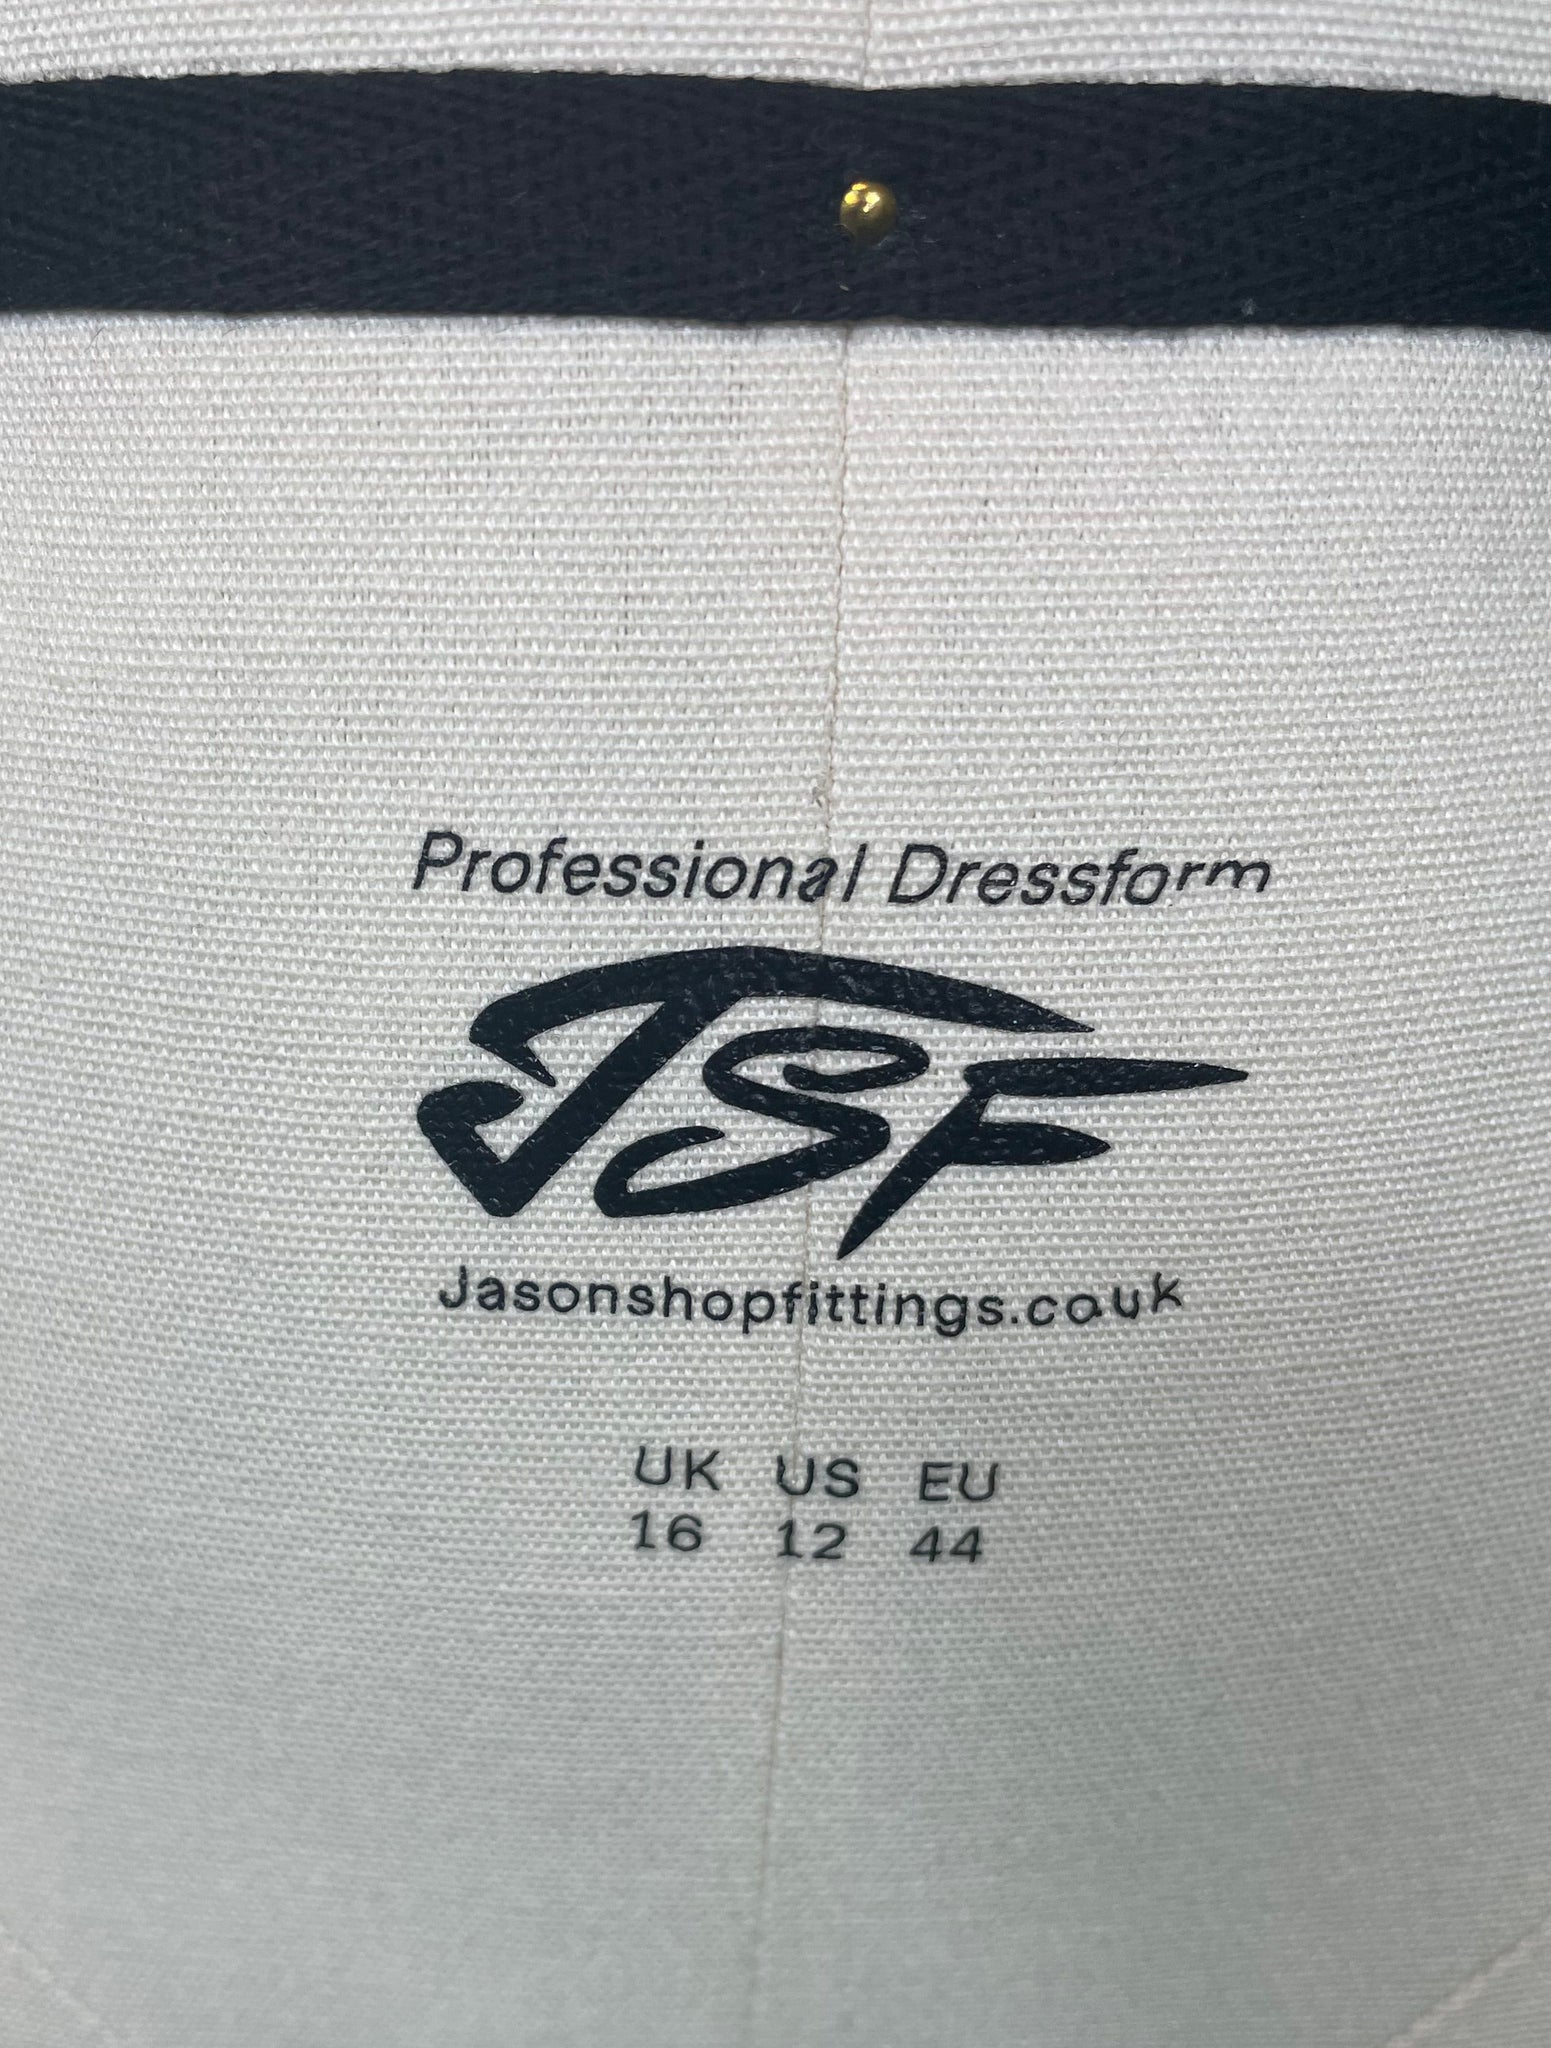 Professional Dressform
JSF
Jasonshopfittings.co.uk
UK US EU
16 12 44